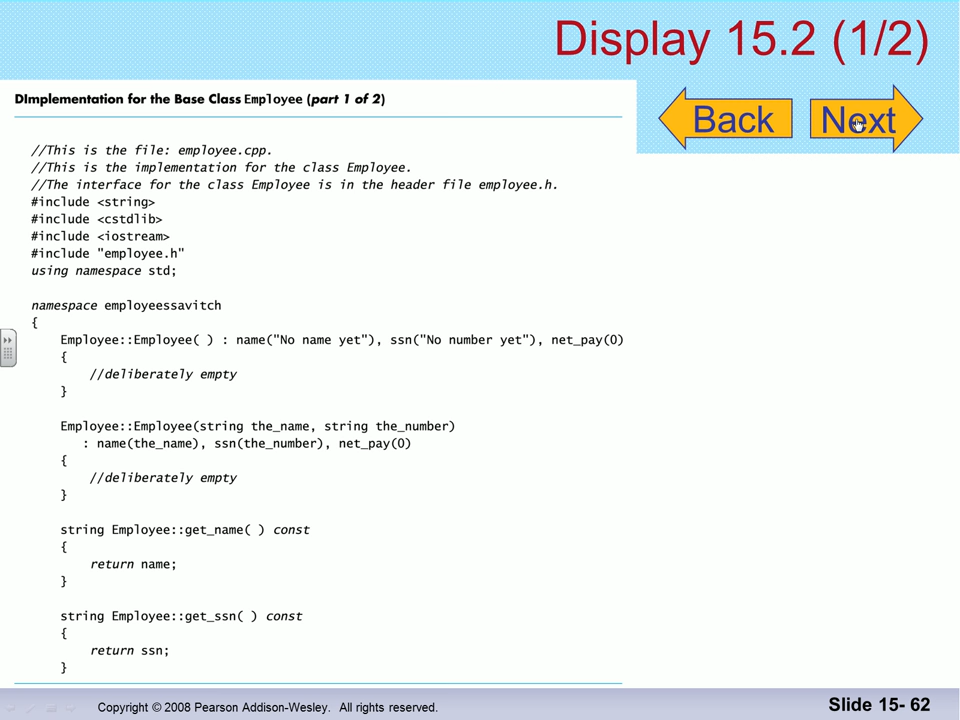 Display 15.2 (1/2)
DImplementation for the Base Class Employee (part 1 of 2)
Back
Next
//This is the file: employee.cpp.
//This is the implementation for the class Employee.
//The interface for the class Employee is in the header file employee.h.
#include <string>
#include <cstdlib>
#include <iostream>
#include "employee.h"
using namespace std;
namespace employeessavitch
{
Employee::Employee( ) : name("No name yet"), ssn("No number yet"), net_pay(0)
{
//deliberately empty
}
Employee::Employee(string the_name, string the_number)
: name(the_name), ssn(the_number), net_pay(0)
{
//deliberately empty
}
string Employee::get_name( ) const
{
return name;
}
string Employee::get_ssn( ) const
{
return ssn;
}
Copyright © 2008 Pearson Addison-Wesley. All rights reserved.
Slide 15- 62